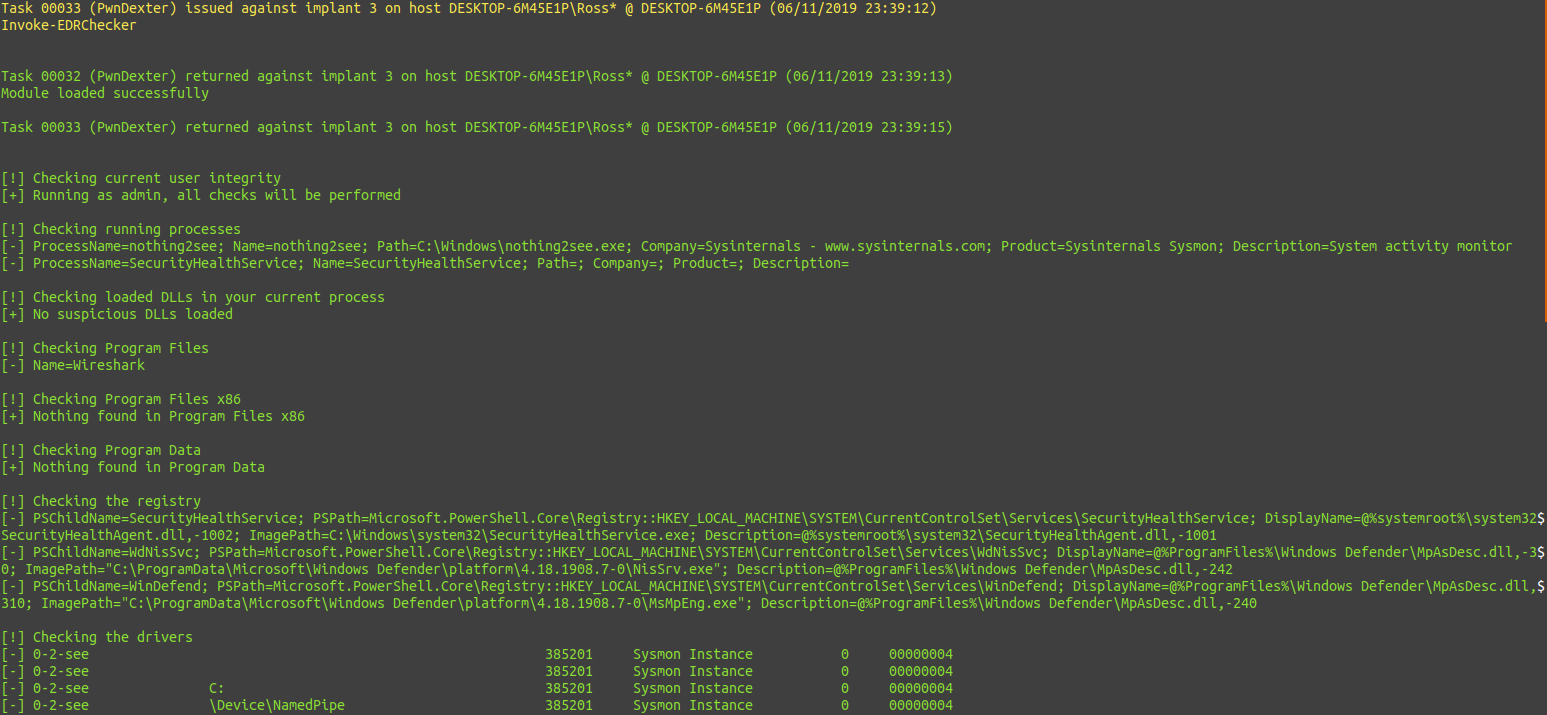 Task 00033 (PwnDexter) issued against implant 3 on host DESKTOP-6M45E1P\Ross* @ DESKTOP-6M45E1P (06/11/2019 23:39:12)
Invoke-EDRChecker
Task 00032 (PwnDexter) returned against implant 3 on host DESKTOP-6M45E1P\Ross* @ DESKTOP-6M45E1P (06/11/2019 23:39:13)
Module loaded successfully
Task 00033 (PwnDexter) returned against implant 3 on host DESKTOP-6M45E1P\Ross* @ DESKTOP-6M45E1P (06/11/2019 23:39:15)
[!] Checking current user integrity
[+] Running as admin, all checks will be performed
[!] Checking running processes
[-] ProcessName=nothing2see; Name=nothing2see; Path=C:\Windows\nothing2see.exe; Company=Sysinternals - www.sysinternals.com; Product=Sysinternals Sysmon; Description=System activity monitor
[-] ProcessName=SecurityHealthService; Name=SecurityHealthService; Path=; Company=; Product=; Description=
[!] Checking loaded DLLs in your current process
[+] No suspicious DLLs loaded
[!] Checking Program Files
[-] Name=Wireshark
[!] Checking Program Files x86
[+] Nothing found in Program Files x86
[!] Checking Program Data
[+] Nothing found in Program Data
[!] Checking the registry
[-] PSChildName=SecurityHealthService; PSPath=Microsoft.PowerShell.Core\Registry::HKEY_LOCAL_MACHINE\SYSTEM\CurrentControlSet\Services\SecurityHealthService; DisplayName=@%systemroot%\system32$
SecurityHealthAgent.dll,-1002; ImagePath=C:\Windows\system32\SecurityHealthService.exe; Description=@%systemroot%\system32\SecurityHealthAgent.dll,-1001
[-] PSChildName=WdNisSvc; PSPath=Microsoft.PowerShell.Core\Registry::HKEY_LOCAL_MACHINE\SYSTEM\CurrentControlSet\Services\WdNisSvc; DisplayName=@%ProgramFiles%\Windows Defender\MpAsDesc.dll,-3$
0; ImagePath="C:\ProgramData\Microsoft\Windows Defender\platform\4.18.1908.7-0\NisSrv.exe"; Description=@%ProgramFiles%\Windows Defender\MpAsDesc.dll,-242
[-] PSChildName=WinDefend; PSPath=Microsoft.PowerShell.Core\Registry::HKEY_LOCAL_MACHINE\SYSTEM\CurrentControlSet\Services\WinDefend; DisplayName=@%ProgramFiles%\Windows Defender\MpAsDesc.dll,$
310; ImagePath="C:\ProgramData\Microsoft\Windows Defender\platform\4.18.1908.7-0\MsMpEng.exe"; Description=@%ProgramFiles%\Windows Defender\MpAsDesc.dll,-240
[!] Checking the drivers
[-] 0-2-see 385201 Sysmon Instance 0 00000004
[-] 0-2-see 385201 Sysmon Instance 0 00000004
[-] 0-2-see C: 385201 Sysmon Instance 0 00000004
[-] 0-2-see \Device\NamedPipe 385201 Sysmon Instance 0 00000004